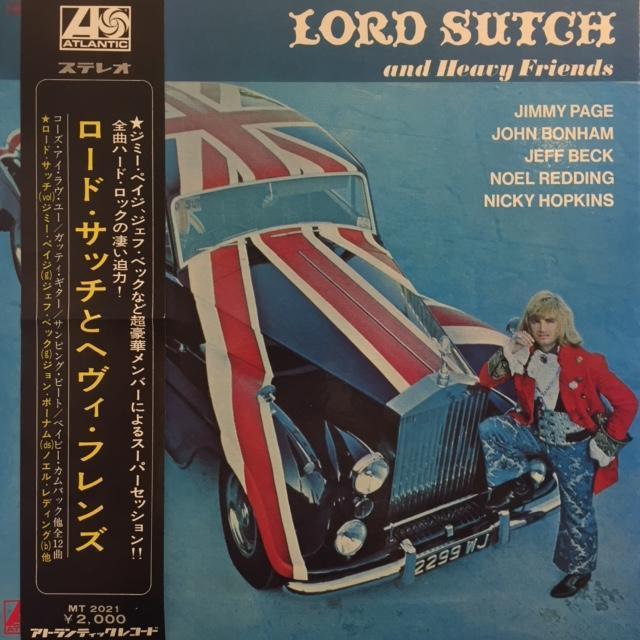 LORD SUTCH
and Heavy Friends
JIMMY PAGE
JOHN BONHAM
JEFF BECK
NOEL REDDING
NICKY HOPKINS
ATLANTIC
ステレオ
★ジミー・ペイジ、ジェフ・ベックなど超豪華メンバーによるスーパーセッション!!
全曲ハード・ロックの凄い迫力!
ロード・サッチとヘヴィ・フレンズ
コーズ・アイ・ラヴ・ユー/ガッティ・ギター/サンピング・ビート/ベイビー・カムバック他全12曲
★ロード・サッチ(vo)ジミー・ペイジ(g)ジェフ・ベック(g)ジョン・ボーナム(ds)ノエル・レディング(b)他
MT 2021
¥2,000
アトランティックレコード
2299 WJ